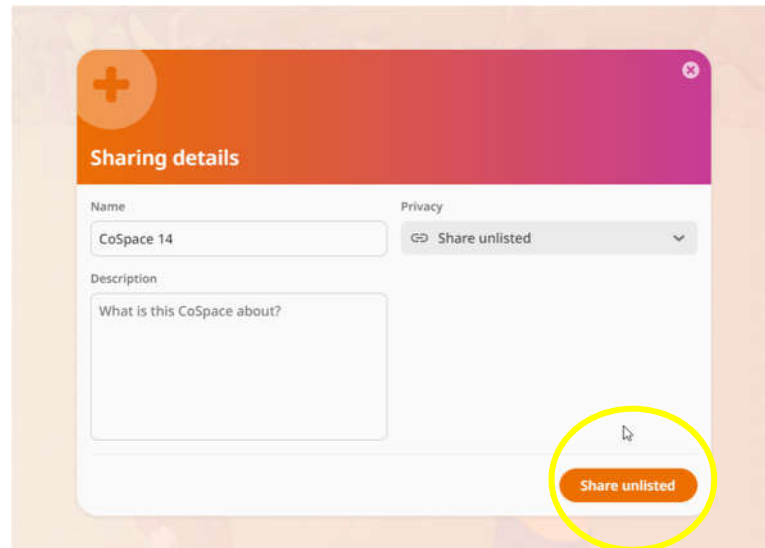 Sharing details
Name
Privacy
CoSpace 14
Share unlisted
Description
What is this CoSpace about?
Share unlisted